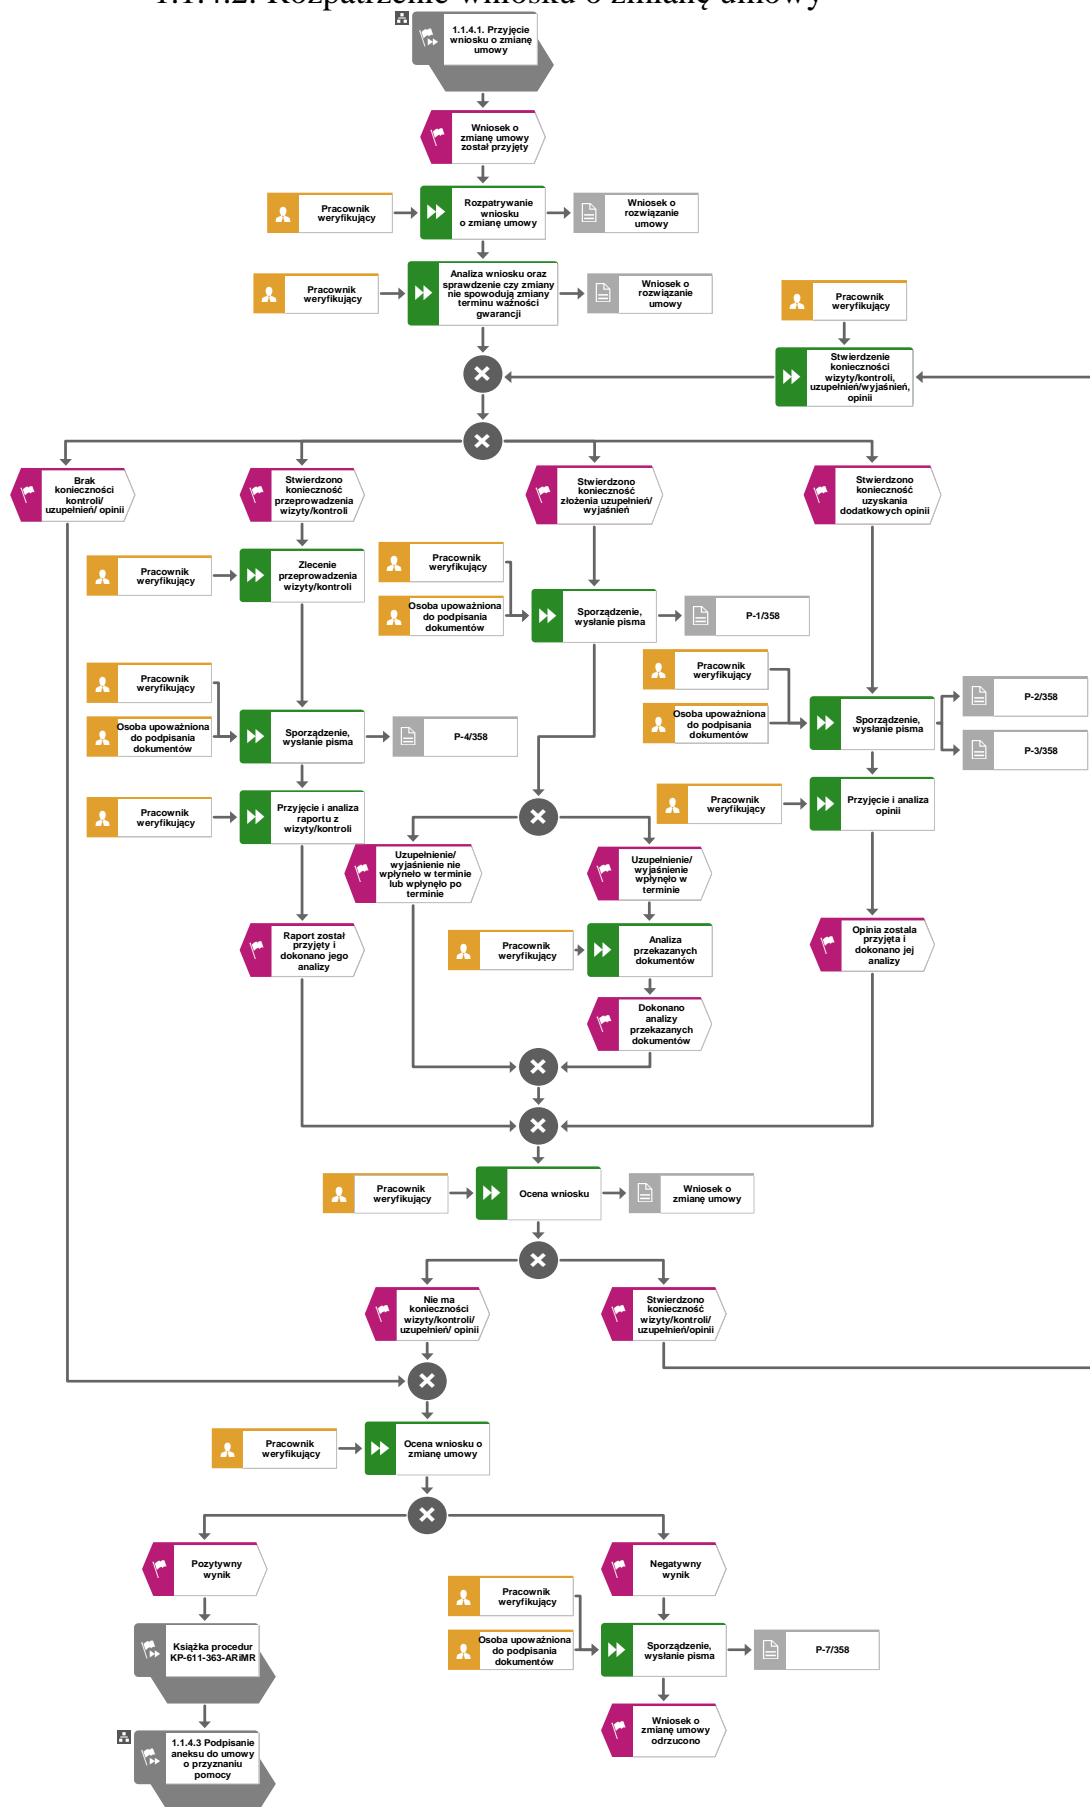 1.1.4.2. Rozpatrzenie wniosku o zmianę umowy
1.1.4.1. Przyjęcie
wniosku o zmianę
umowy
Wniosek o
zmianę umowy
został przyjęty
Pracownik
weryfikujący
Rozpatrywanie
wniosku
o zmianę umowy
Wniosek o
rozwiązanie
umowy
Pracownik
weryfikujący
Analiza wniosku oraz
sprawdzenie czy zmiany
nie spowodują zmiany
terminu ważności
gwarancji
Wniosek o
rozwiązanie
umowy
Pracownik
weryfikujący
Stwierdzenie
konieczności
wizyty/kontroli,
uzupełnień/wyjaśnień,
opinii
Brak
konieczności
kontroli/
uzupełnień/ opinii
Stwierdzono
konieczność
przeprowadzenia
wizyty/kontroli
Stwierdzono
konieczność
złożenia uzupełnień/
wyjaśnień
Stwierdzono
konieczność
uzyskania
dodatkowych opinii
Pracownik
weryfikujący
Zlecenie
przeprowadzenia
wizyty/kontroli
Pracownik
weryfikujący
Osoba upoważniona
do podpisania
dokumentów
Sporządzenie,
wysłanie pisma
P-1/358
Pracownik
weryfikujący
Osoba upoważniona
do podpisania
dokumentów
Sporządzenie,
wysłanie pisma
P-4/358
Pracownik
weryfikujący
Osoba upoważniona
do podpisania
dokumentów
Sporządzenie,
wysłanie pisma
P-2/358
P-3/358
Pracownik
weryfikujący
Przyjęcie i analiza
raportu z
wizyty/kontroli
Pracownik
weryfikujący
Przyjęcie i analiza
opinii
Uzupełnienie/
wyjaśnienie nie
wpłyneło w terminie
lub wpłynęło po
terminie
Uzupełnienie/
wyjaśnienie
wpłynęło w
terminie
Raport został
przyjęty i
dokonano jego
analizy
Pracownik
weryfikujący
Analiza
przekazanych
dokumentów
Opinia zostala
przyjęta i
dokonano jej
analizy
Dokonano
analizy
przekazanych
dokumentów
Pracownik
weryfikujący
Ocena wniosku
Wniosek o
zmianę umowy
Nie ma
konieczności
wizyty/kontroli/
uzupełnień/ opinii
Stwierdzono
konieczność
wizyty/kontroli/
uzupełnień/opinii
Pracownik
weryfikujący
Ocena wniosku o
zmianę umowy
Pozytywny
wynik
Negatywny
wynik
Książka procedur
KP-611-363-ARiMR
Pracownik
weryfikujący
Osoba upoważniona
do podpisania
dokumentów
Sporządzenie,
wysłanie pisma
P-7/358
1.1.4.3 Podpisanie
aneksu do umowy
o przyznaniu
pomocy
Wniosek o
zmianę umowy
odrzucono